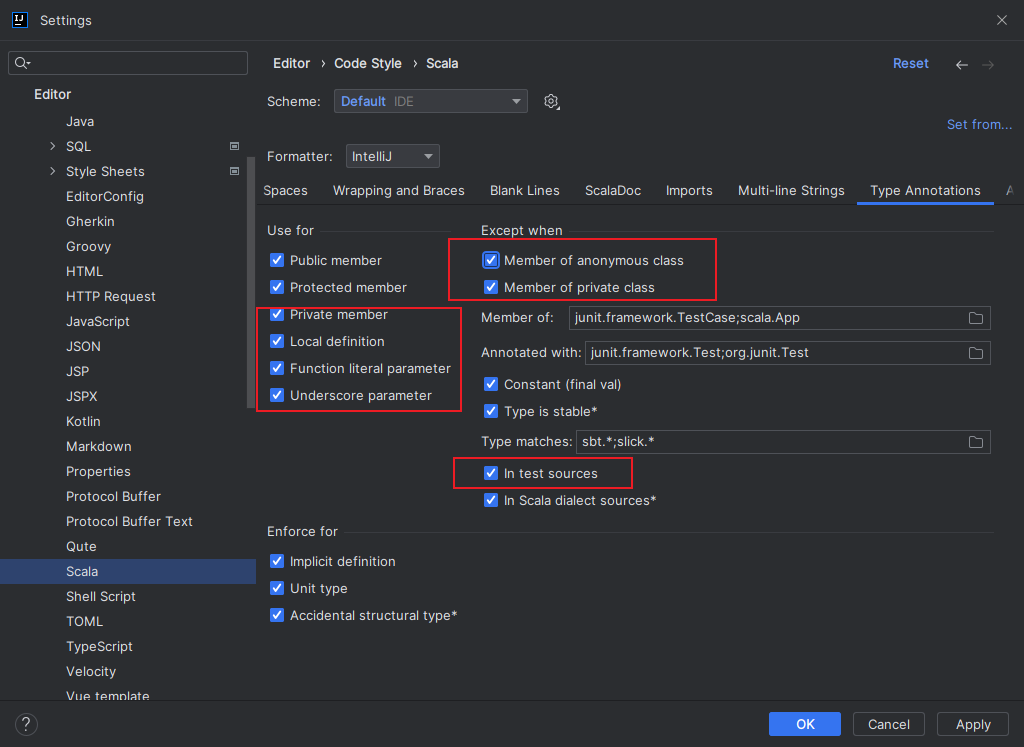 Settings
Editor
Java
SQL
Style Sheets
EditorConfig
Gherkin
Groovy
HTML
HTTP Request
JavaScript
JSON
JSP
JSPX
Kotlin
Markdown
Properties
Protocol Buffer
Protocol Buffer Text
Qute
Scala
Shell Script
TOML
TypeScript
Velocity
Vue template
Editor › Code Style › Scala
Reset
Scheme: Default IDE
Set from...
Formatter: IntelliJ
Spaces Wrapping and Braces Blank Lines ScalaDoc Imports Multi-line Strings Type Annotations A
Use for
Public member
Protected member
Private member
Local definition
Function literal parameter
Underscore parameter
Except when
Member of anonymous class
Member of private class
Member of: junit.framework.TestCase;scala.App
Annotated with: junit.framework.Test;org.junit.Test
Constant (final val)
Type is stable*
Type matches: sbt.*;slick.*
In test sources
In Scala dialect sources*
Enforce for
Implicit definition
Unit type
Accidental structural type*
?
OK Cancel Apply